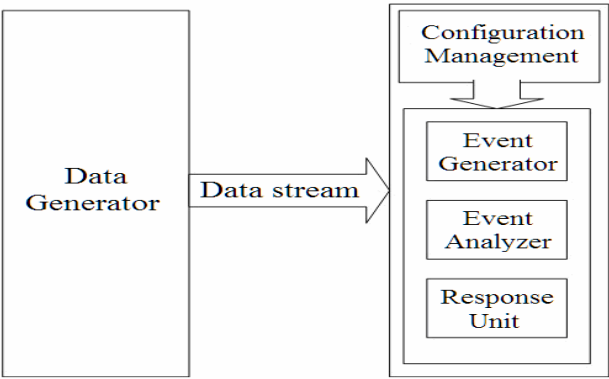 Data
Generator
Data stream
Configuration
Management
Event
Generator
Event
Analyzer
Response
Unit